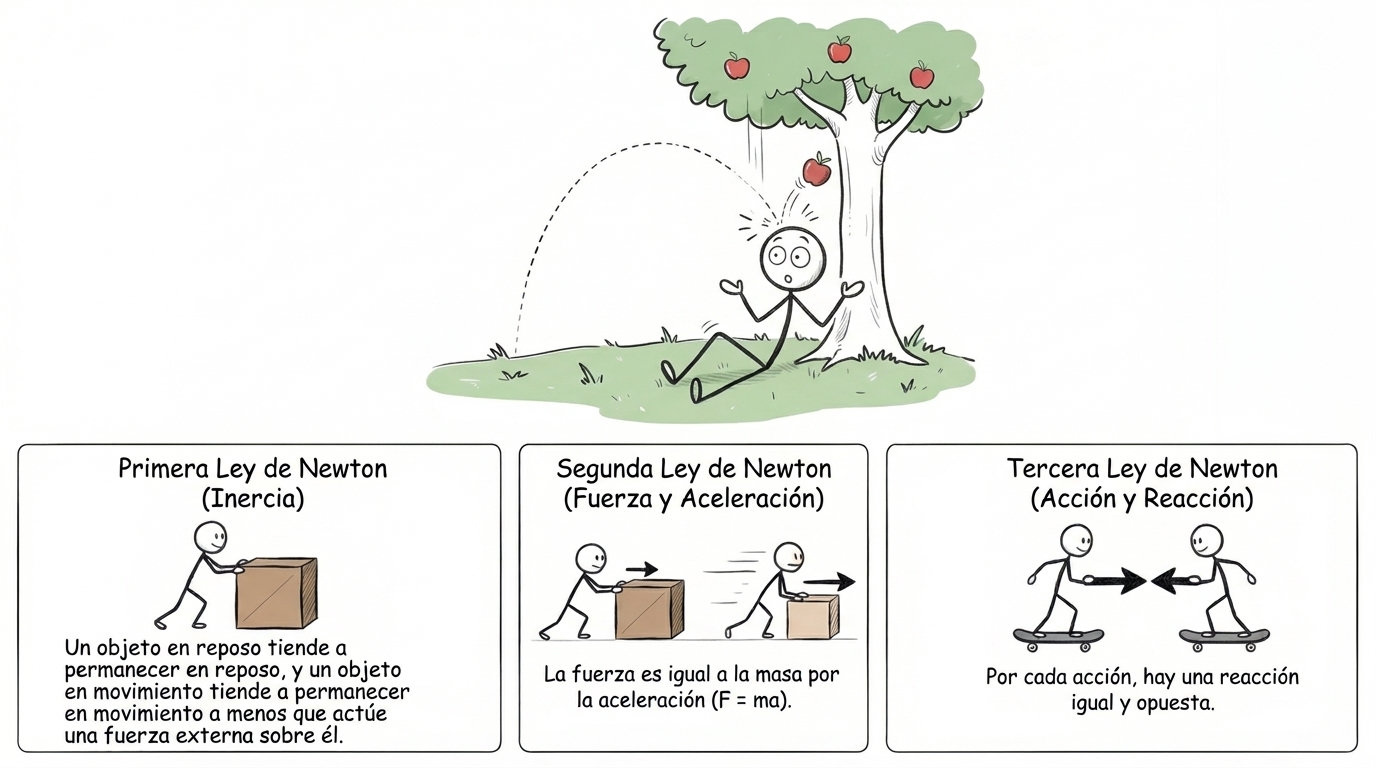 Primera Ley de Newton
(Inercia)
Un objeto en reposo tiende a
permanecer en reposo, y un objeto
en movimiento tiende a permanecer
en movimiento a menos que actúe
una fuerza externa sobre él.
Segunda Ley de Newton
(Fuerza y Aceleración)
La fuerza es igual a la masa por
la aceleración (F = ma).
Tercera Ley de Newton
(Acción y Reacción)
Por cada acción, hay una reacción
igual y opuesta.